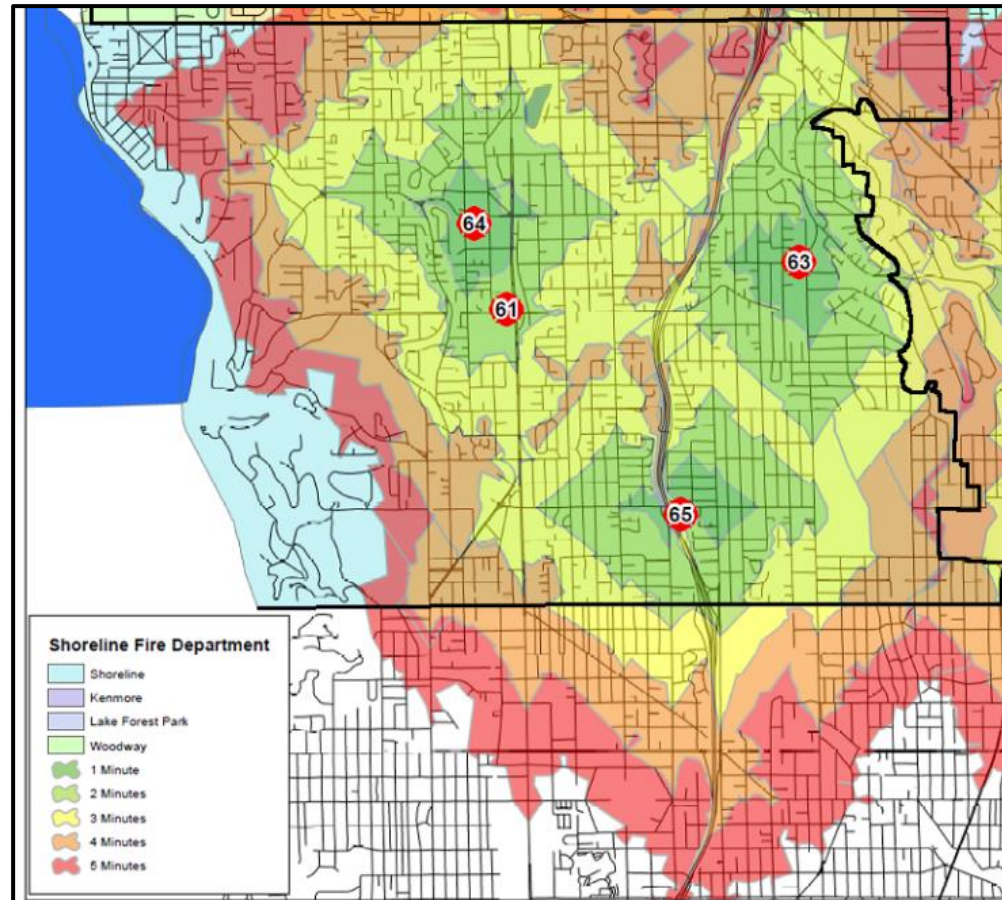 64
63
61
65
Shoreline Fire Department
Shoreline
Kenmore
Lake Forest Park
Woodway
1 Minute
2 Minutes
3 Minutes
4 Minutes
5 Minutes